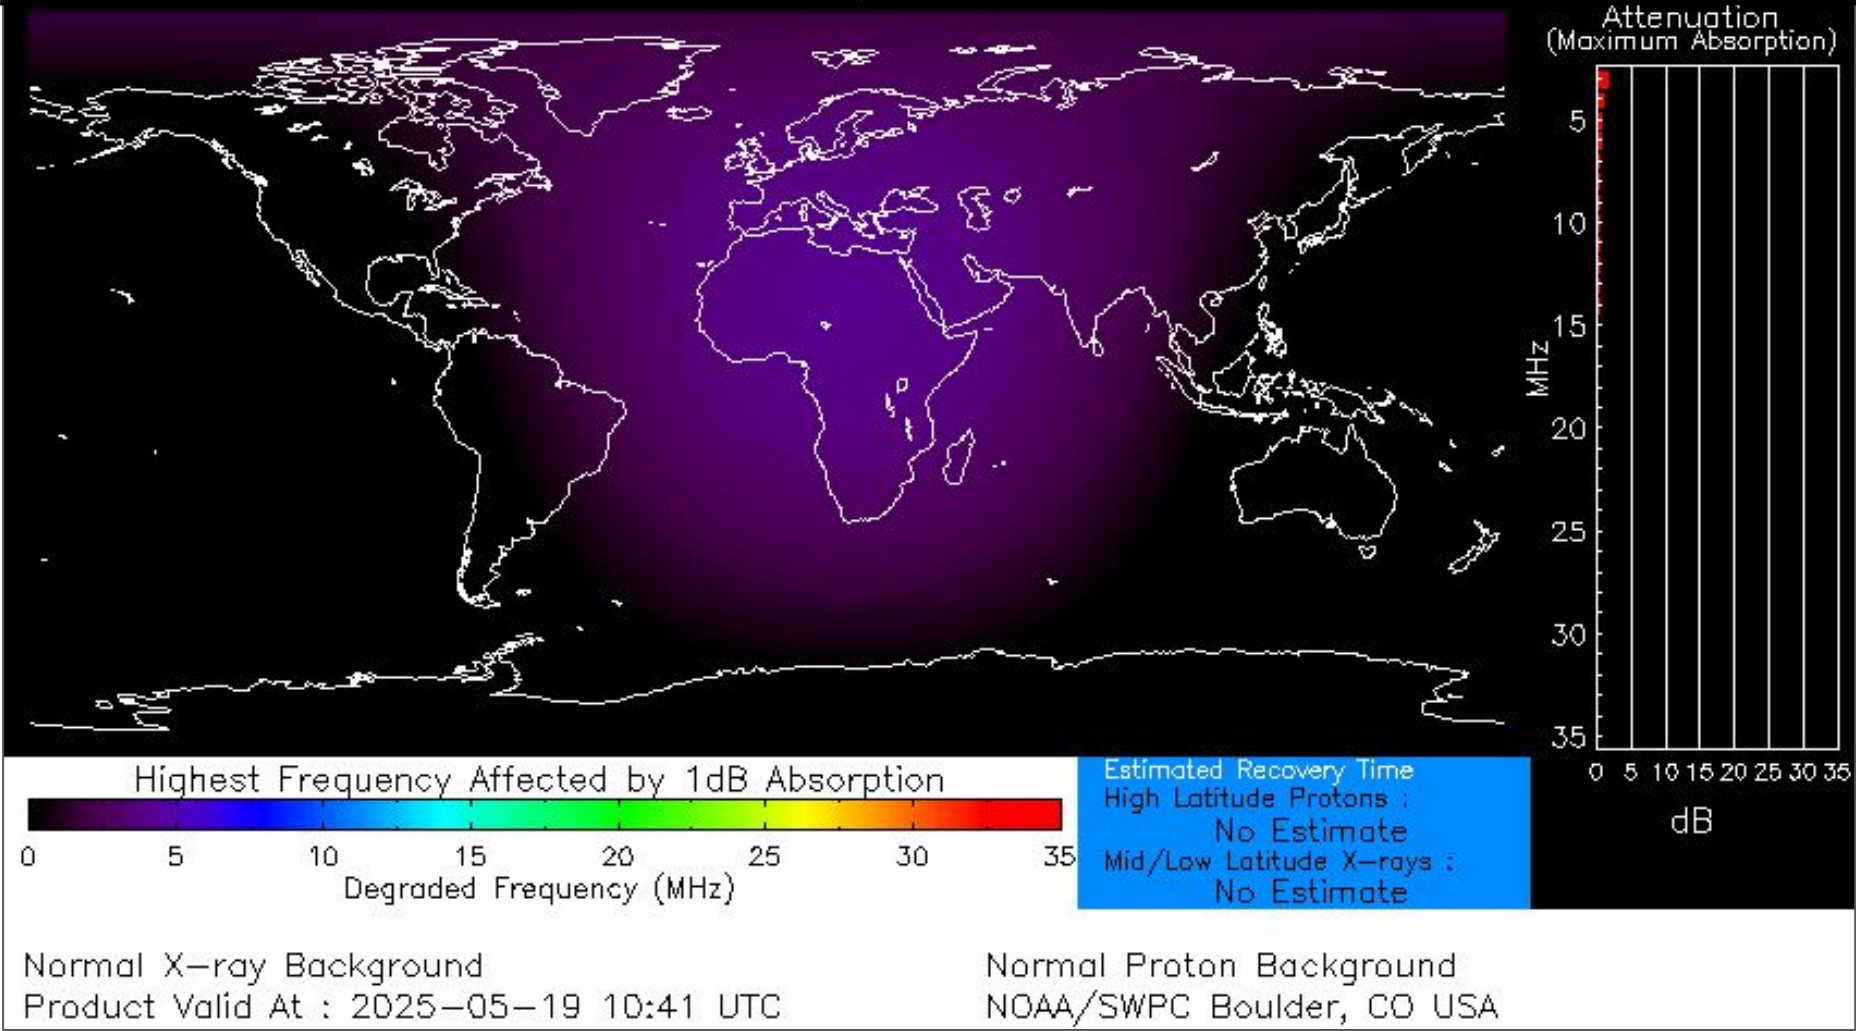 Attenuation
(Maximum Absorption)
5
10
15
20
25
30
35
MHz
0 5 10 15 20 25 30 35
dB
Highest Frequency Affected by 1dB Absorption
0 5 10 15 20 25 30 35
Degraded Frequency (MHz)
Estimated Recovery Time
High Latitude Protons :
No Estimate
Mid/Low Latitude X-rays :
No Estimate
Normal X-ray Background
Product Valid At : 2025-05-19 10:41 UTC
Normal Proton Background
NOAA/SWPC Boulder, CO USA